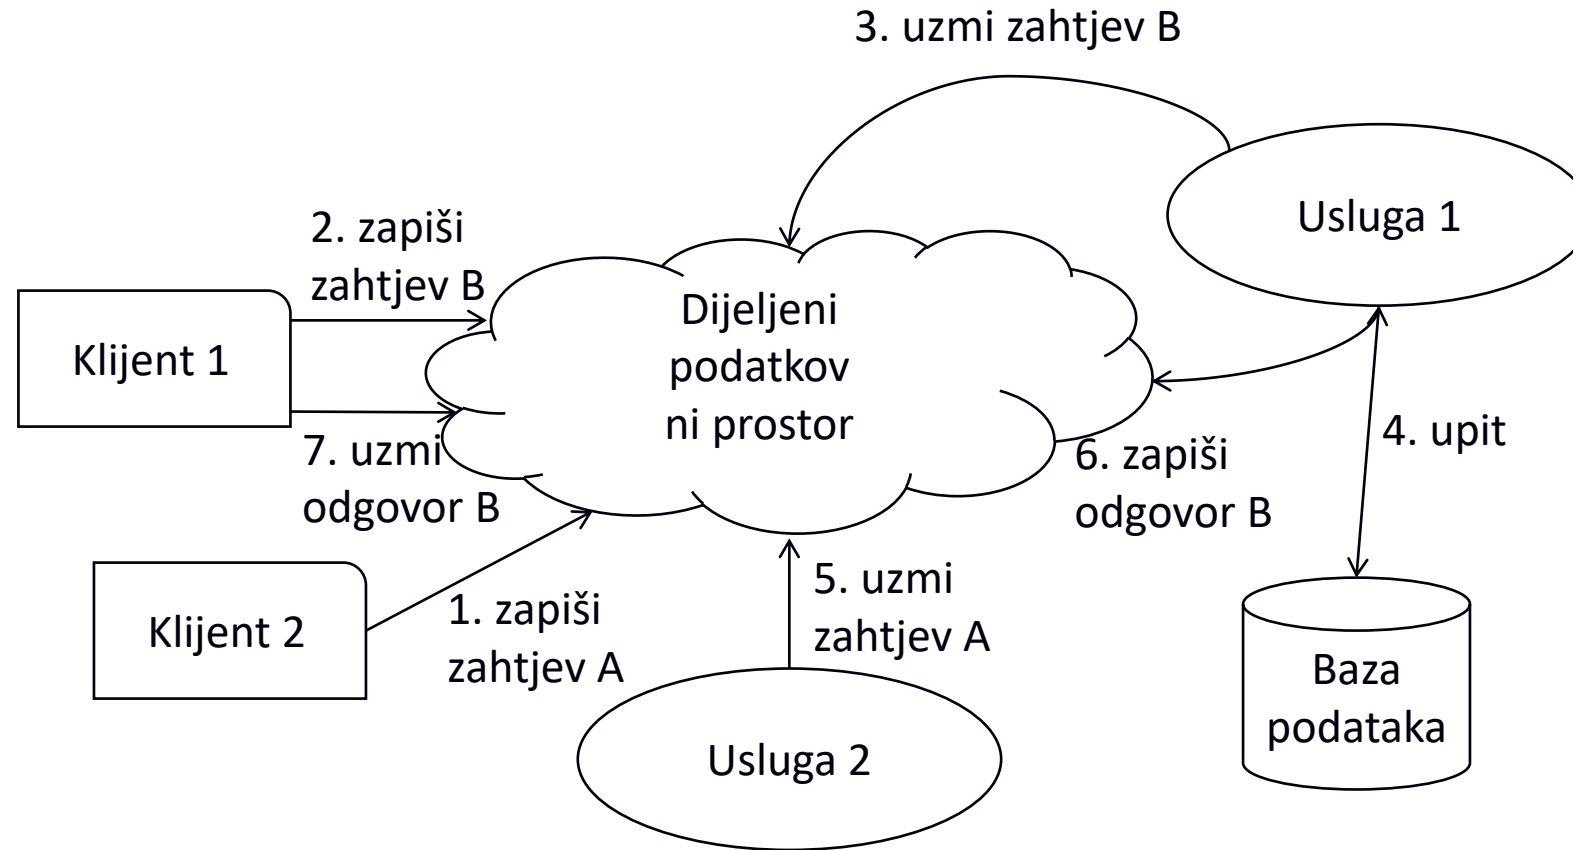 3. uzmi zahtjev B
Usluga 1
2. zapiši
zahtjev B
Klijent 1
Dijeljeni
podatkov
ni prostor
7. uzmi
odgovor B
6. zapiši
odgovor B
4. upit
Klijent 2
1. zapiši
zahtjev A
5. uzmi
zahtjev A
Usluga 2
Baza
podataka